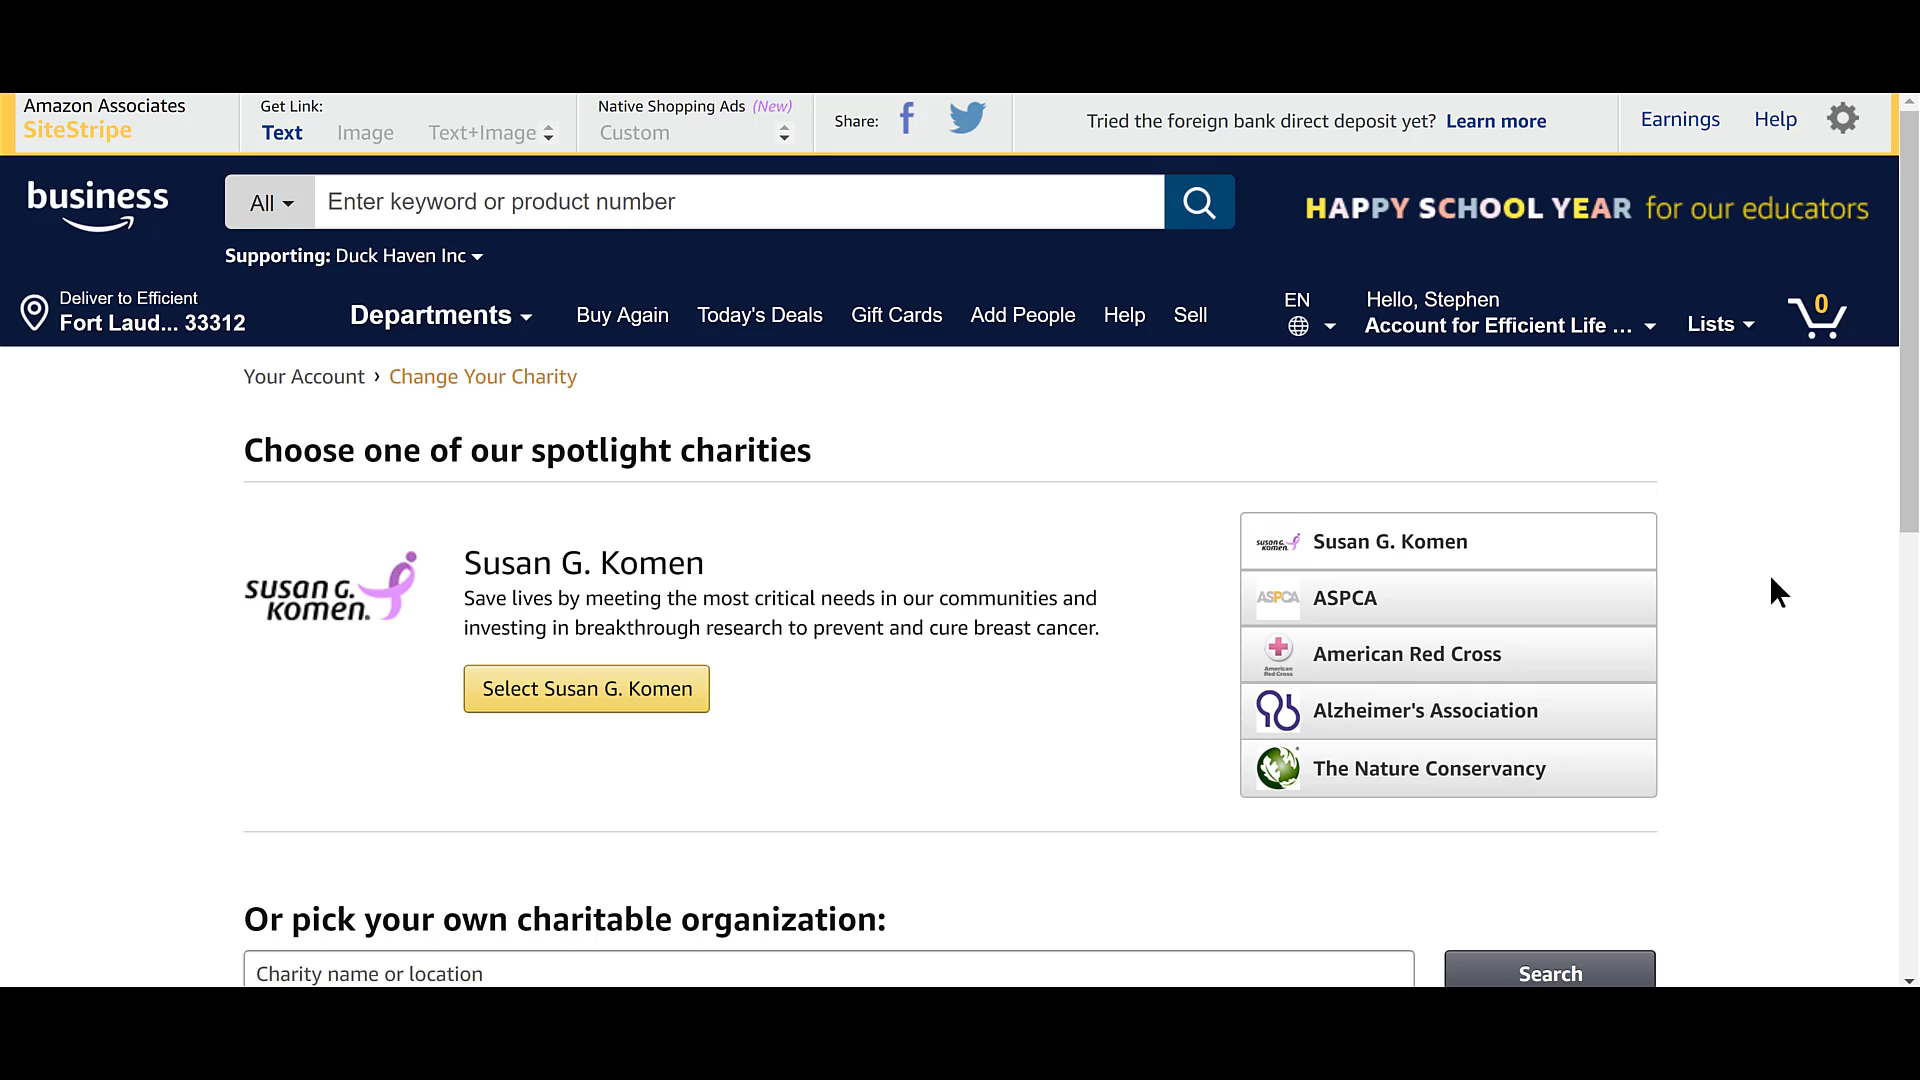 Amazon Associates
SiteStripe
Get Link:
Text Image Text+Image
Native Shopping Ads (New)
Custom
Share:
Tried the foreign bank direct deposit yet? Learn more
Earnings Help
business
All
Enter keyword or product number
HAPPY SCHOOL YEAR for our educators
Supporting: Duck Haven Inc
Deliver to Efficient
Fort Laud... 33312
Departments Buy Again Today's Deals Gift Cards Add People Help Sell
EN
Hello, Stephen
Account for Efficient Life ...
Lists
0
Your Account › Change Your Charity
Choose one of our spotlight charities
susan G.
komen.
Susan G. Komen
Save lives by meeting the most critical needs in our communities and
investing in breakthrough research to prevent and cure breast cancer.
Select Susan G. Komen
susan G.
komen.
Susan G. Komen
ASPCA
ASPCA
American
Red Cross
American Red Cross
Alzheimer's Association
The Nature Conservancy
Or pick your own charitable organization:
Charity name or location
Search